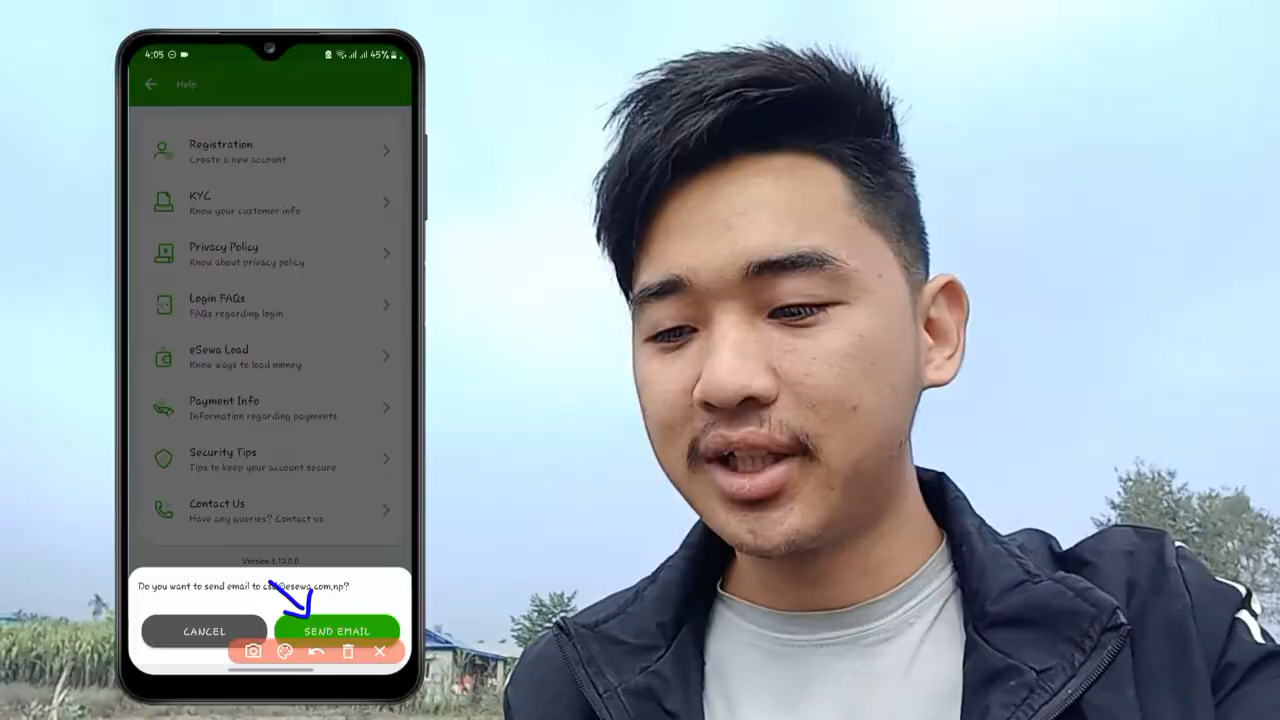 4:05
45%
Help
Registration
Create a new account
KYC
Know your customer info
Privacy Policy
Know about privacy policy
Login FAQs
FAQs regarding login
eSewa Load
Know ways to load money
Payment Info
Information regarding payments
Security Tips
Tips to keep your account secure
Contact Us
Have any queries? Contact us
Version 3.12.0.0
Do you want to send email to @esewa.com.np?
CANCEL
SEND EMAIL